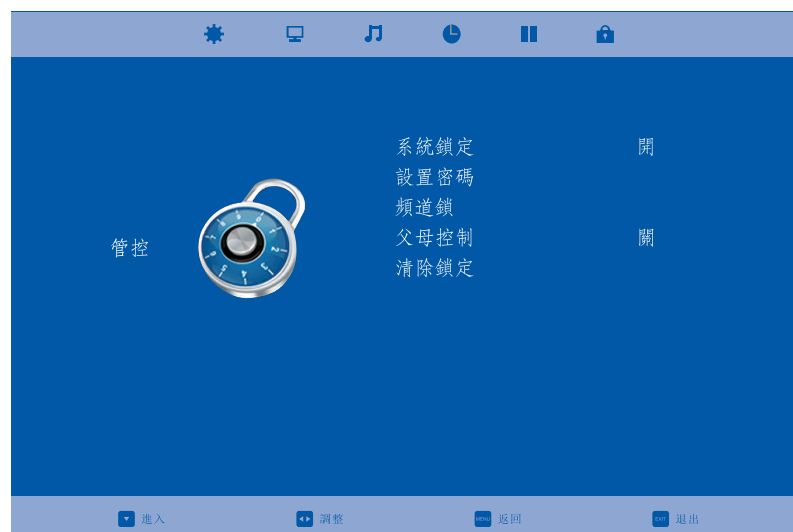 系統鎖定 開
設置密碼
頻道鎖
父母控制 關
管控
清除鎖定
進入 調整 MENU 返回 EXIT 退出